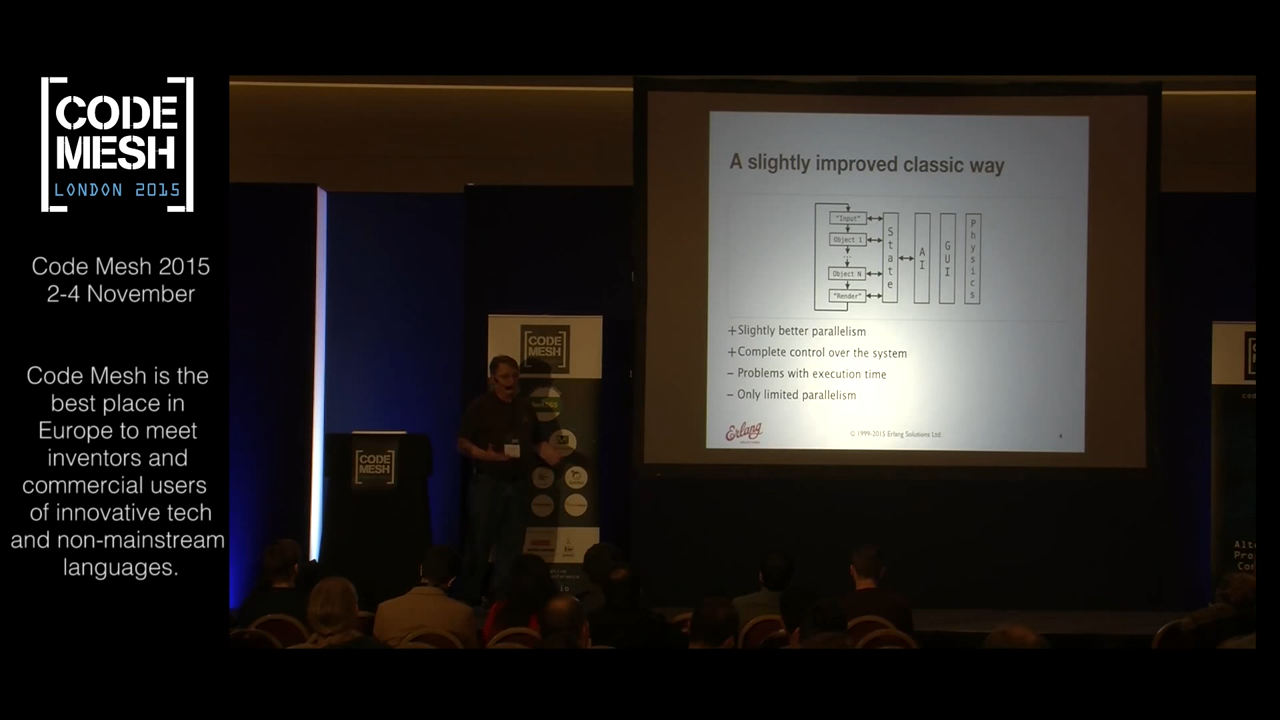 [CODE
MESH]
LONDON 2015
Code Mesh 2015
2-4 November
Code Mesh is the
best place in
Europe to meet
inventors and
commercial users
of innovative tech
and non-mainstream
languages.
A slightly improved classic way
"Input"
Object 1
...
Object N
"Render"
State
AI
GUI
Physics
+Slightly better parallelism
+Complete control over the system
− Problems with execution time
− Only limited parallelism
Erlang
© 1999-2015 Erlang Solutions Ltd.
4
CODE
MESH
CODE
MESH